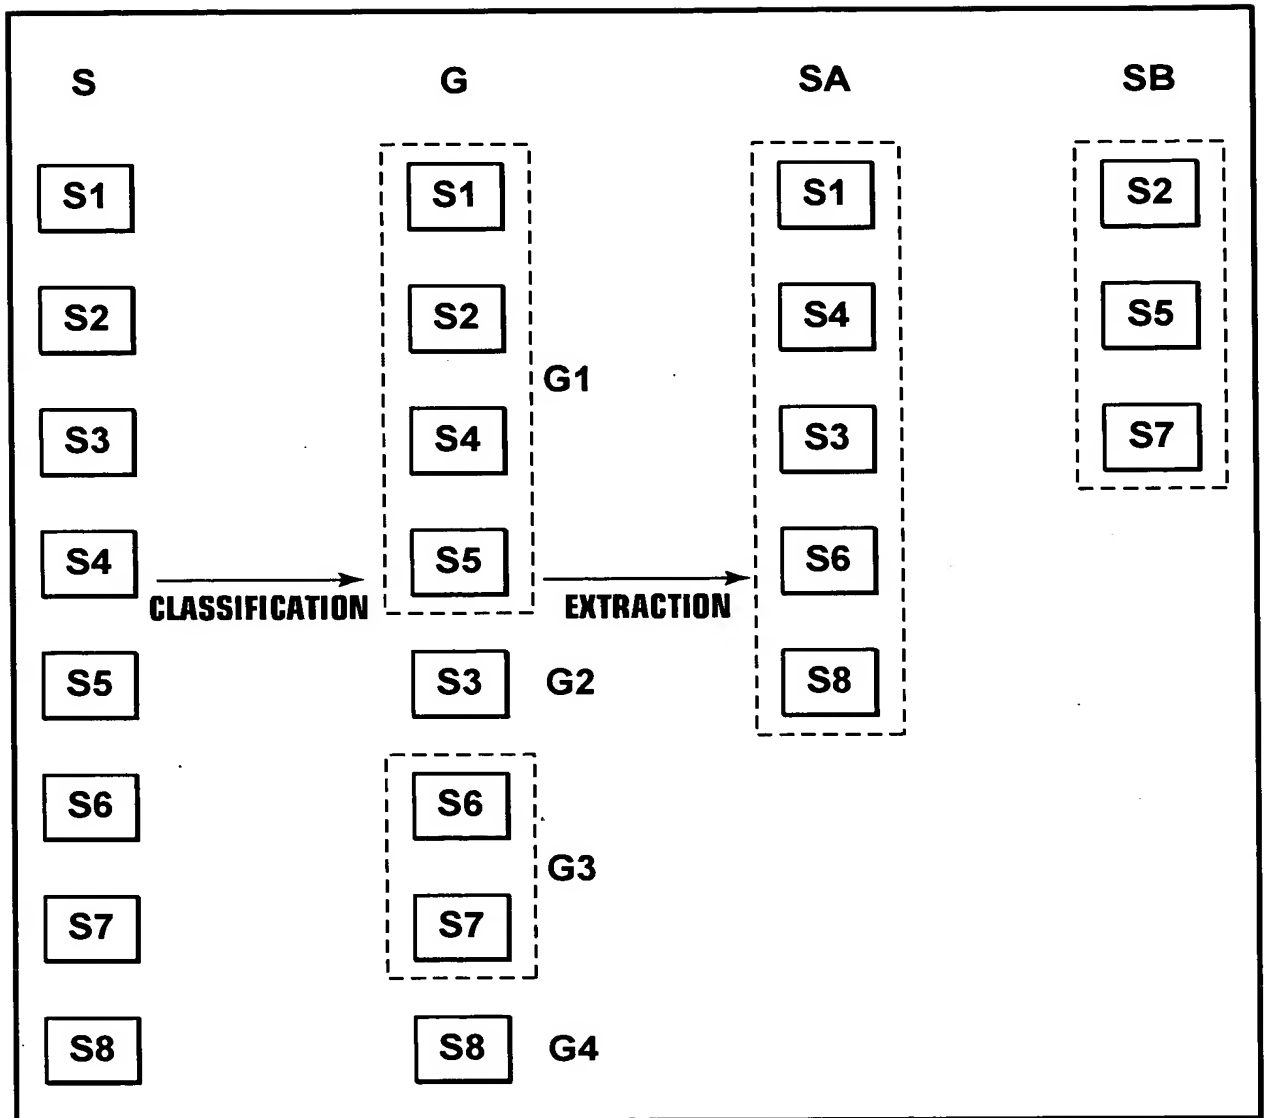 S G SA SB
S1 S1 S1 S2
S2 S2 S4 S5
G1
S3 S4 S3 S7
S4 S5 S6
CLASSIFICATION EXTRACTION
S5 S3 G2 S8
S6 S6
G3
S7 S7
S8 S8 G4